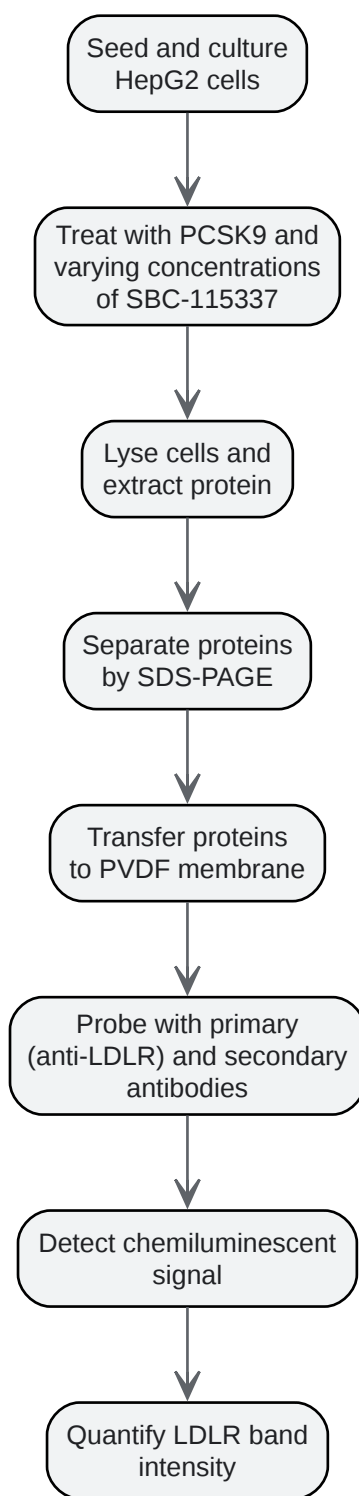 Seed and culture
HepG2 cells
Treat with PCSK9 and
varying concentrations
of SBC-115337
Lyse cells and
extract protein
Separate proteins
by SDS-PAGE
Transfer proteins
to PVDF membrane
Probe with primary
(anti-LDLR) and secondary
antibodies
Detect chemiluminescent
signal
Quantify LDLR band
intensity